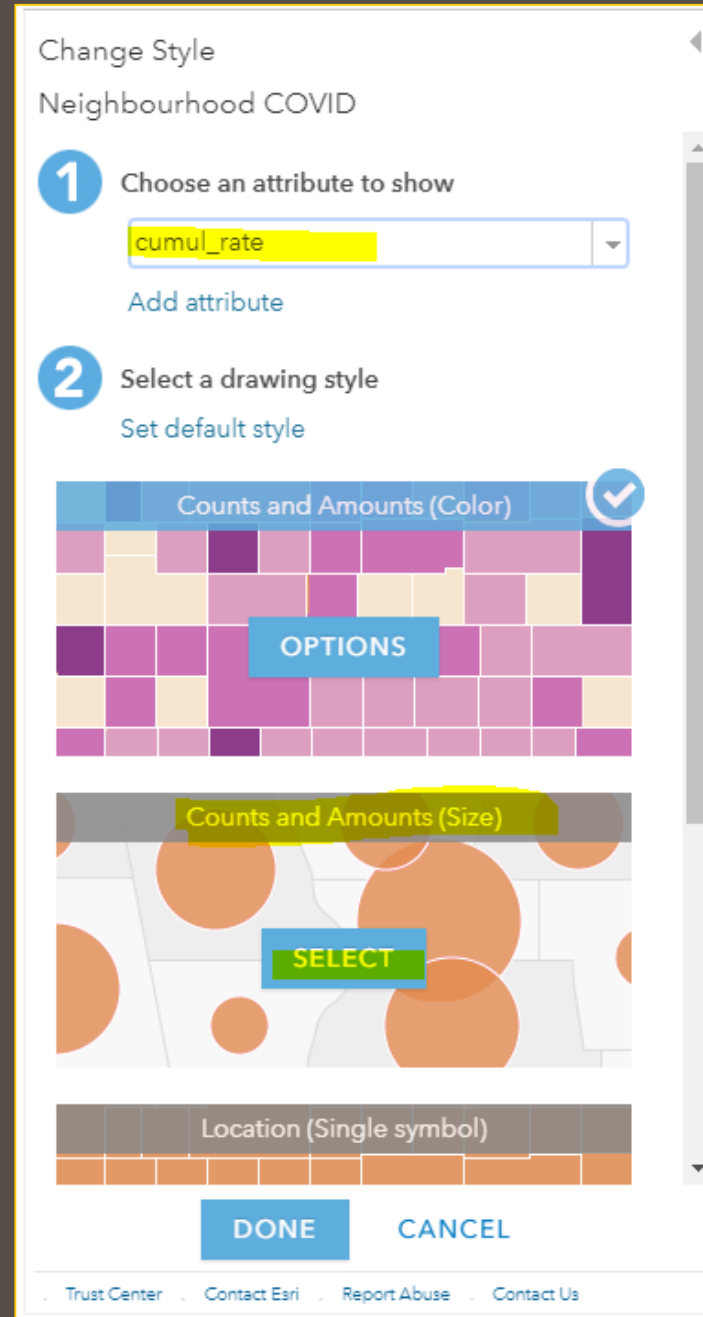 Change Style
Neighbourhood COVID
1 Choose an attribute to show
cumul_rate
Add attribute
2 Select a drawing style
Set default style
Counts and Amounts (Color)
OPTIONS
Counts and Amounts (Size)
SELECT
Location (Single symbol)
DONE CANCEL
Trust Center . Contact Esri . Report Abuse . Contact Us